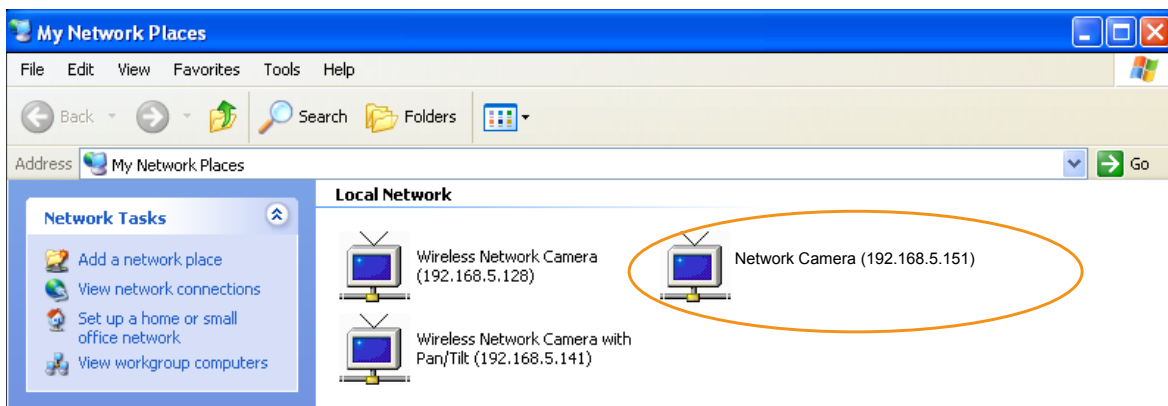 My Network Places
File Edit View Favorites Tools Help
Back Search Folders
Address My Network Places Go
Network Tasks
Add a network place
View network connections
Set up a home or small
office network
View workgroup computers
Local Network
Wireless Network Camera
(192.168.5.128)
Network Camera (192.168.5.151)
Wireless Network Camera with
Pan/Tilt (192.168.5.141)